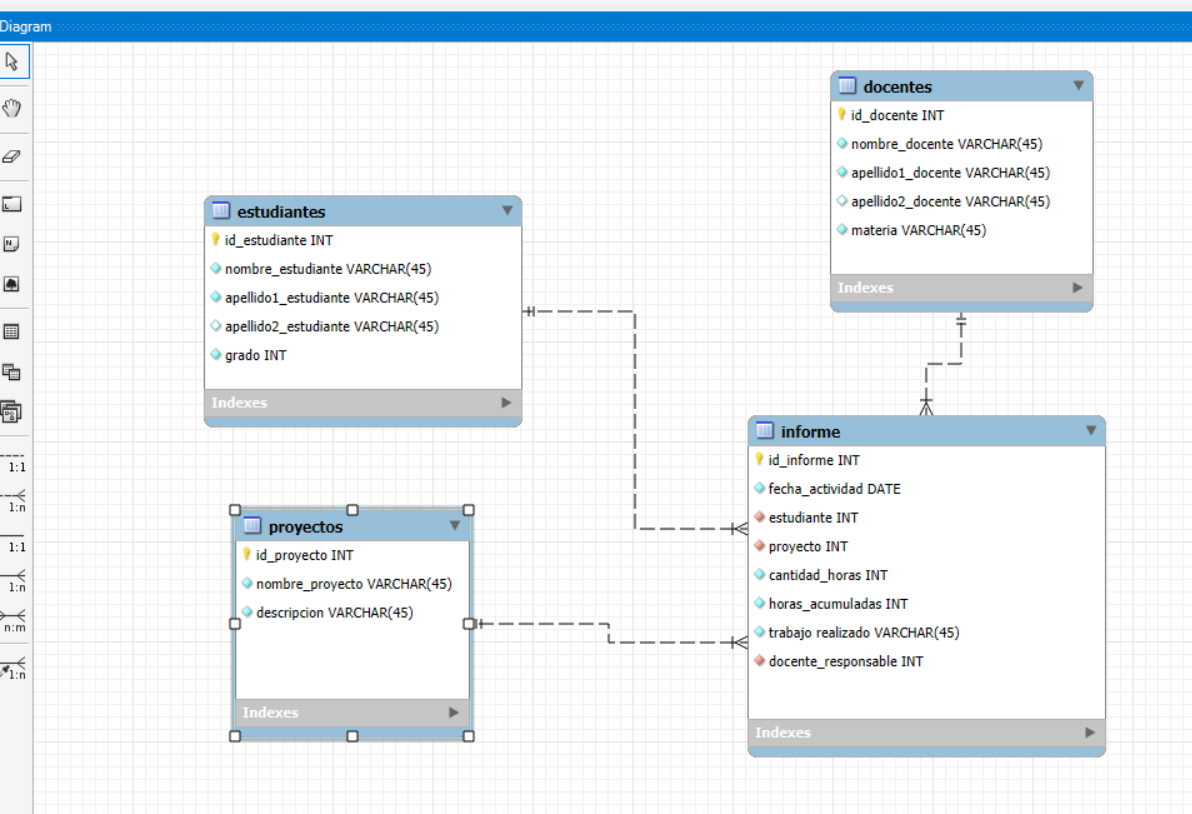 Diagram
docentes
id_docente INT
nombre_docente VARCHAR(45)
apellido1_docente VARCHAR(45)
apellido2_docente VARCHAR(45)
materia VARCHAR(45)
Indexes
estudiantes
id_estudiante INT
nombre_estudiante VARCHAR(45)
apellido1_estudiante VARCHAR(45)
apellido2_estudiante VARCHAR(45)
grado INT
Indexes
informe
id_informe INT
fecha_actividad DATE
estudiante INT
proyecto INT
cantidad_horas INT
horas_acumuladas INT
trabajo realizado VARCHAR(45)
docente_responsable INT
Indexes
proyectos
id_proyecto INT
nombre_proyecto VARCHAR(45)
descripcion VARCHAR(45)
Indexes
1:1
1:n
1:1
1:n
n:m
1:n